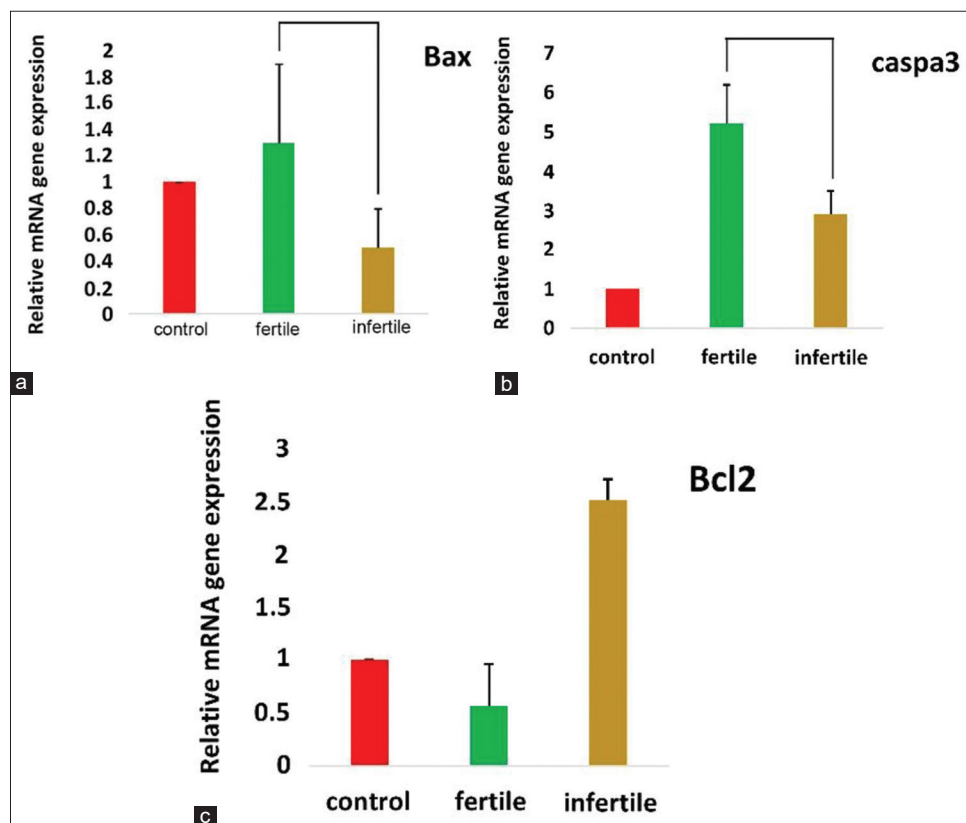 Bax
Relative mRNA gene expression
2
1.8
1.6
1.4
1.2
1
0.8
0.6
0.4
0.2
0
control fertile infertile
a
caspa3
Relative mRNA gene expression
7
6
5
4
3
2
1
0
control fertile infertile
b
Bcl2
Relative mRNA gene expression
3
2.5
2
1.5
1
0.5
0
control fertile infertile
c